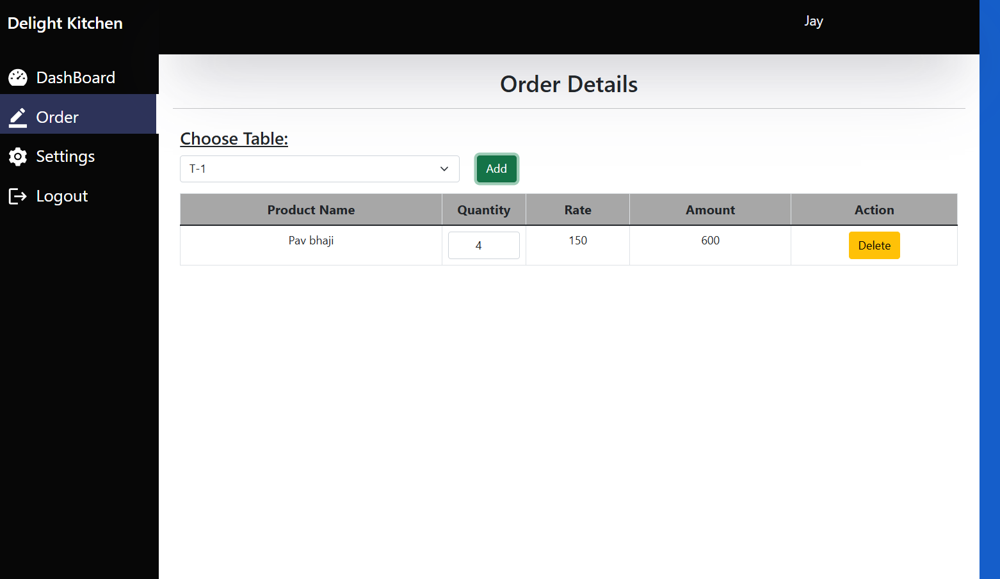 Delight Kitchen
Jay
DashBoard
Order
Settings
Logout
Order Details
Choose Table:
T-1
Add
Product Name Quantity Rate Amount Action
Pav bhaji 4 150 600 Delete